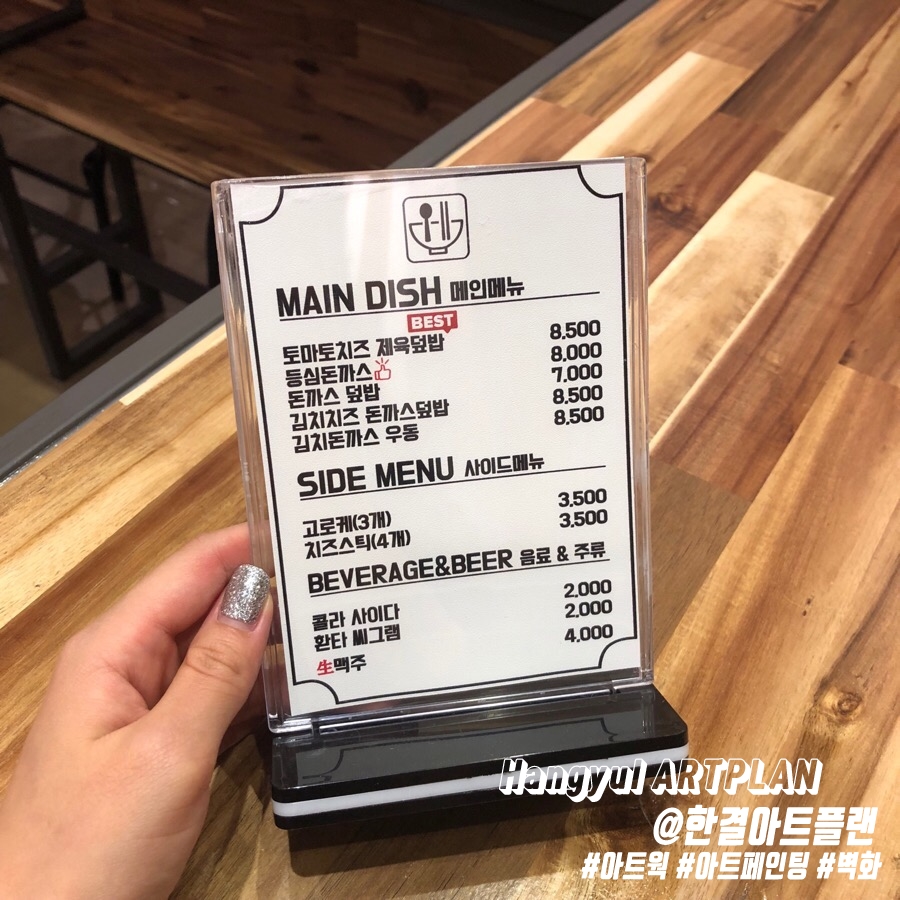 MAIN DISH 메인메뉴
BEST
토마토치즈 제육덮밥 8,500
등심돈까스 8,000
돈까스 덮밥 7,000
김치치즈 돈까스덮밥 8,500
김치돈까스 우동 8,500
SIDE MENU 사이드메뉴
고로케(3개) 3,500
치즈스틱(4개) 3,500
BEVERAGE&BEER 음료 & 주류
콜라 사이다 2,000
환타 씨그램 2,000
生맥주 4,000
Hangyul ARTPLAN
@한결아트플랜
#아트웍 #아트페인팅 #벽화